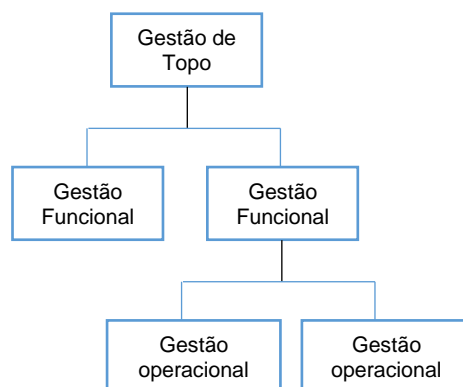 Gestão de
Topo
Gestão
Funcional
Gestão
Funcional
Gestão
operacional
Gestão
operacional